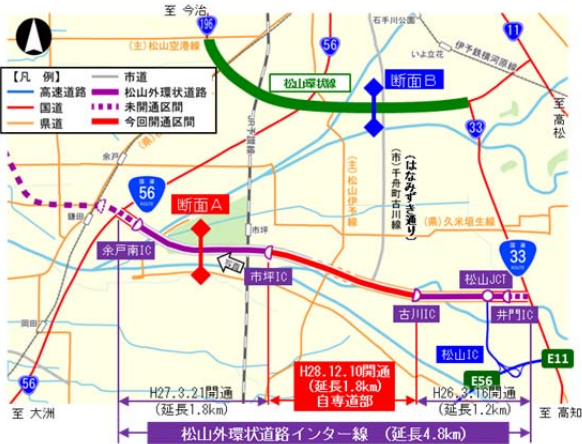 至 今治
196
(主)松山空港線
56
石手川公園
11
いよ立花
伊予鉄横河原線
【凡 例】
高速道路
国道
県道
市道
松山外環状道路
未開通区間
今回開通区間
松山環状線
断面B
至 高松
33
JR予讃線
(主)松山伊予線
(市)千舟町古川線
(はなみずき通り)
余戸
鎌田
国道
56
ROUTE
断面A
市坪
(県)久米垣生線
余戸南IC
市坪IC
国道
33
ROUTE
松山JCT
古川IC
井門IC
岡田
松山IC
E11
E56
56
H27.3.21開通
(延長1.8km)
H28.12.10開通
(延長1.8km)
自専道部
H26.3.16開通
(延長1.2km)
至 大洲
至 高知
松山外環状道路インター線 (延長4.8km)